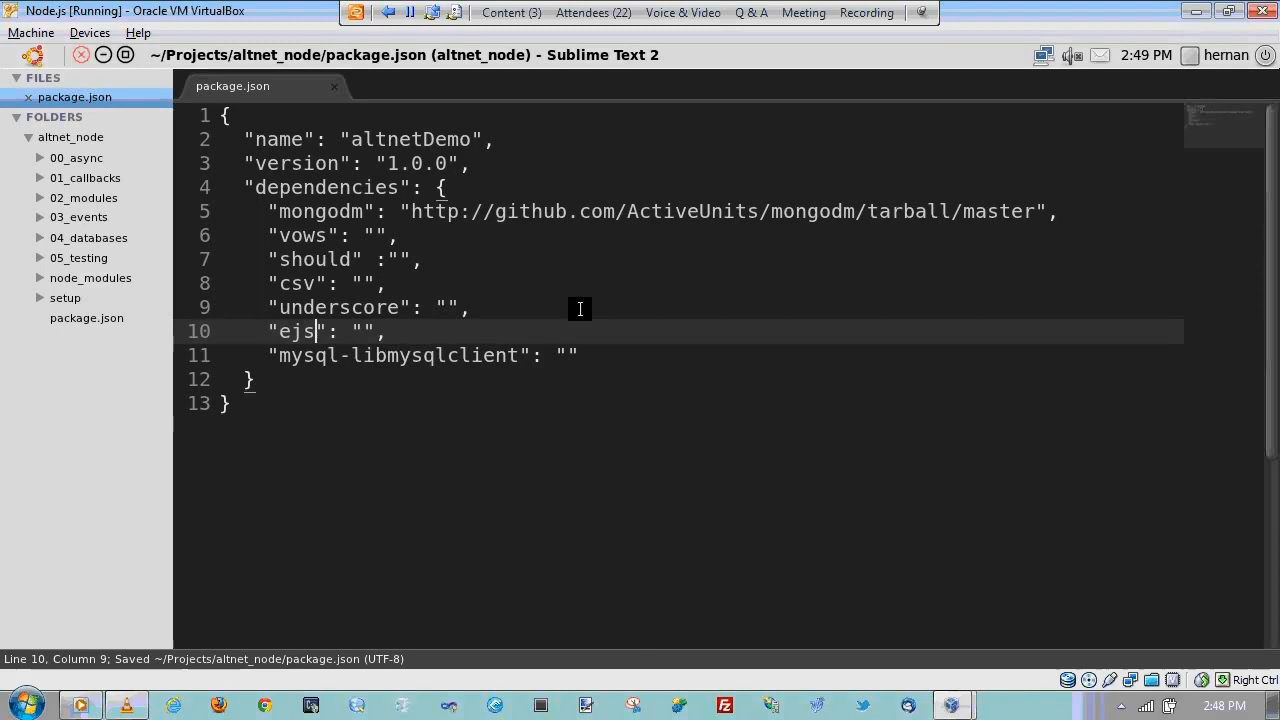 Node.js [Running] - Oracle VM VirtualBox
Content (3) Attendees (22) Voice & Video Q & A Meeting Recording
Machine Devices Help
~/Projects/altnet_node/package.json (altnet_node) - Sublime Text 2
2:49 PM hernan
FILES
× package.json
FOLDERS
altnet_node
00_async
01_callbacks
02_modules
03_events
04_databases
05_testing
node_modules
setup
package.json
package.json ×
1 {
2 "name": "altnetDemo",
3 "version": "1.0.0",
4 "dependencies": {
5 "mongodm": "http://github.com/ActiveUnits/mongodm/tarball/master",
6 "vows": "",
7 "should" :"",
8 "csv": "",
9 "underscore": "",
10 "ejs": "",
11 "mysql-libmysqlclient": ""
12 }
13 }
Line 10, Column 9; Saved ~/Projects/altnet_node/package.json (UTF-8)
Right Ctrl
2:48 PM